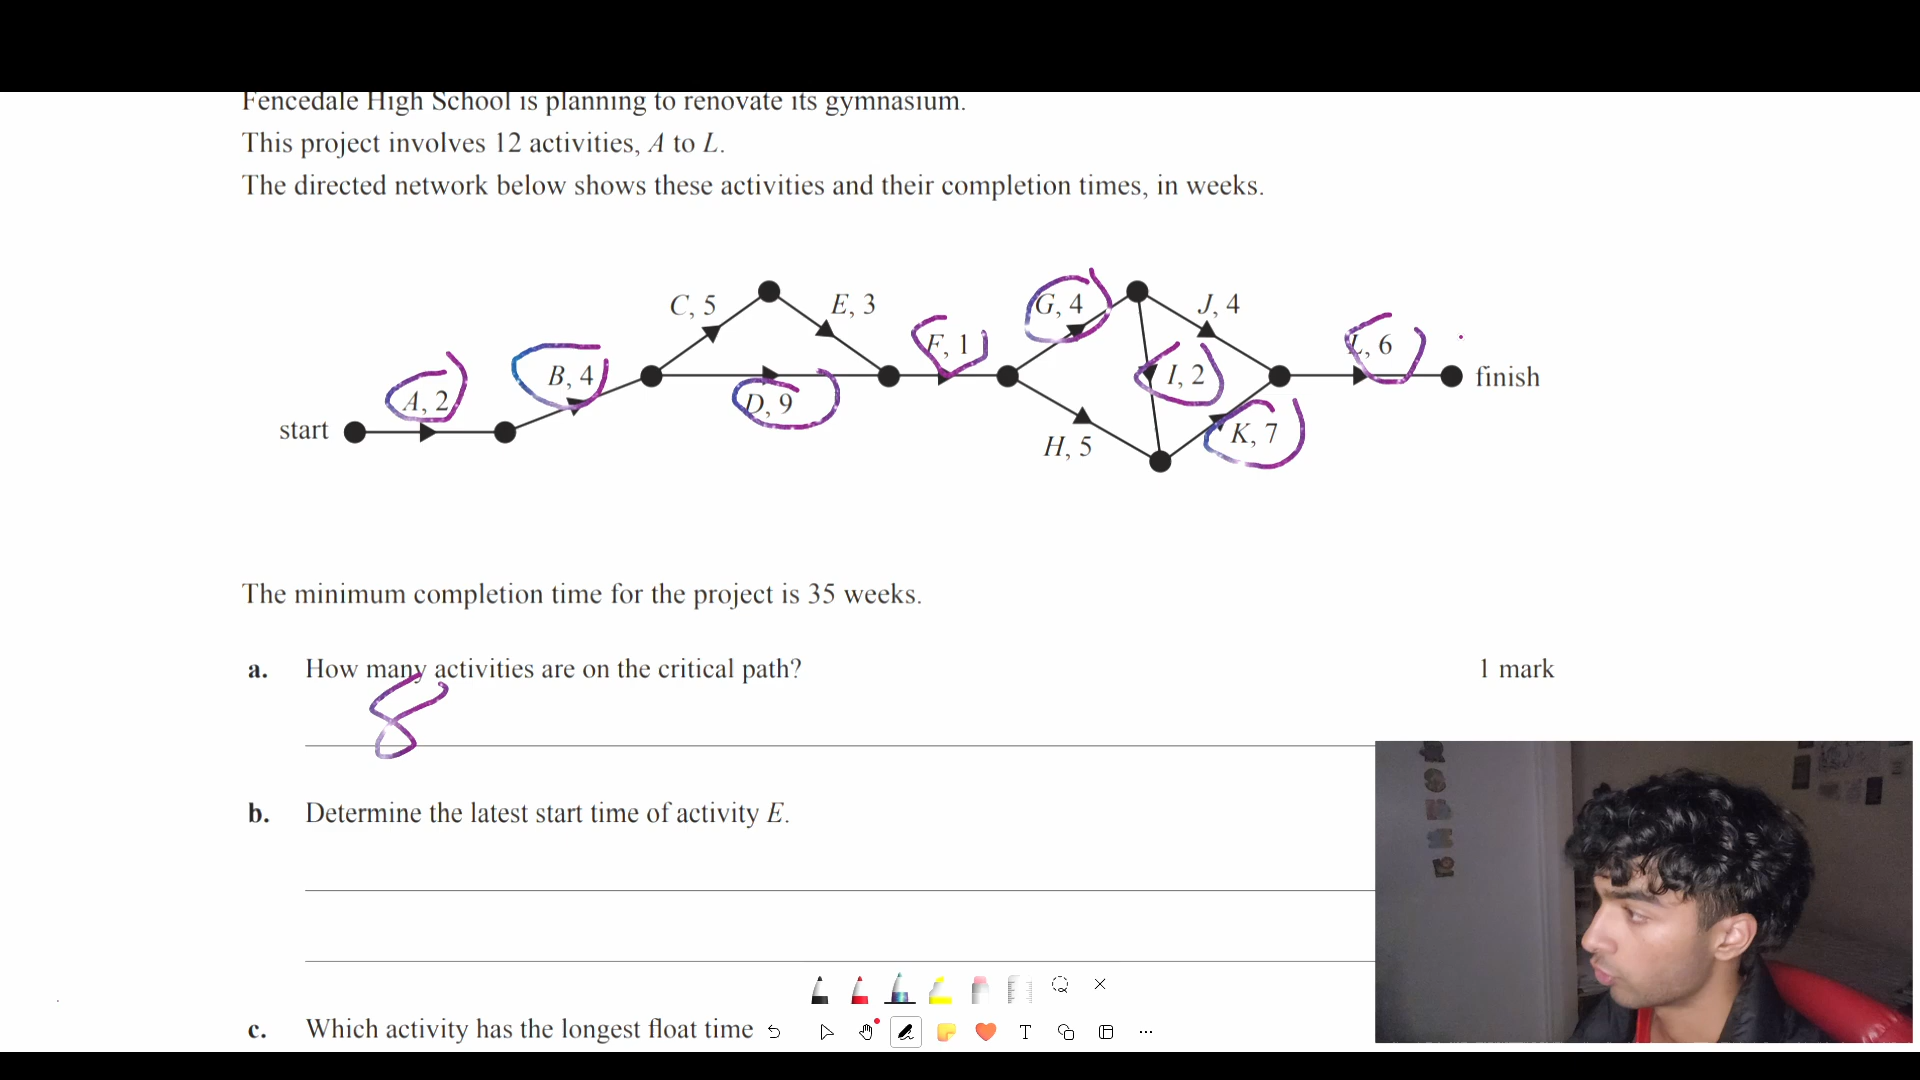 Fencedale High School is planning to renovate its gymnasium.
This project involves 12 activities, A to L.
The directed network below shows these activities and their completion times, in weeks.
C, 5
E, 3
G, 4
J, 4
F, 1
L, 6
A, 2
B, 4
D, 9
I, 2
finish
start
H, 5
K, 7
The minimum completion time for the project is 35 weeks.
a. How many activities are on the critical path? 1 mark
8
b. Determine the latest start time of activity E.
c. Which activity has the longest float time